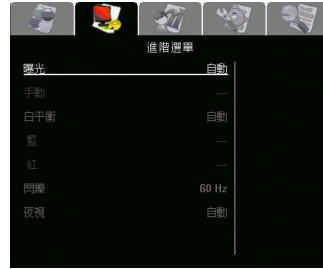 進階選單
曝光 自動
手動 --
白平衡 自動
藍 --
紅 --
閃爍 60 Hz
夜視 自動